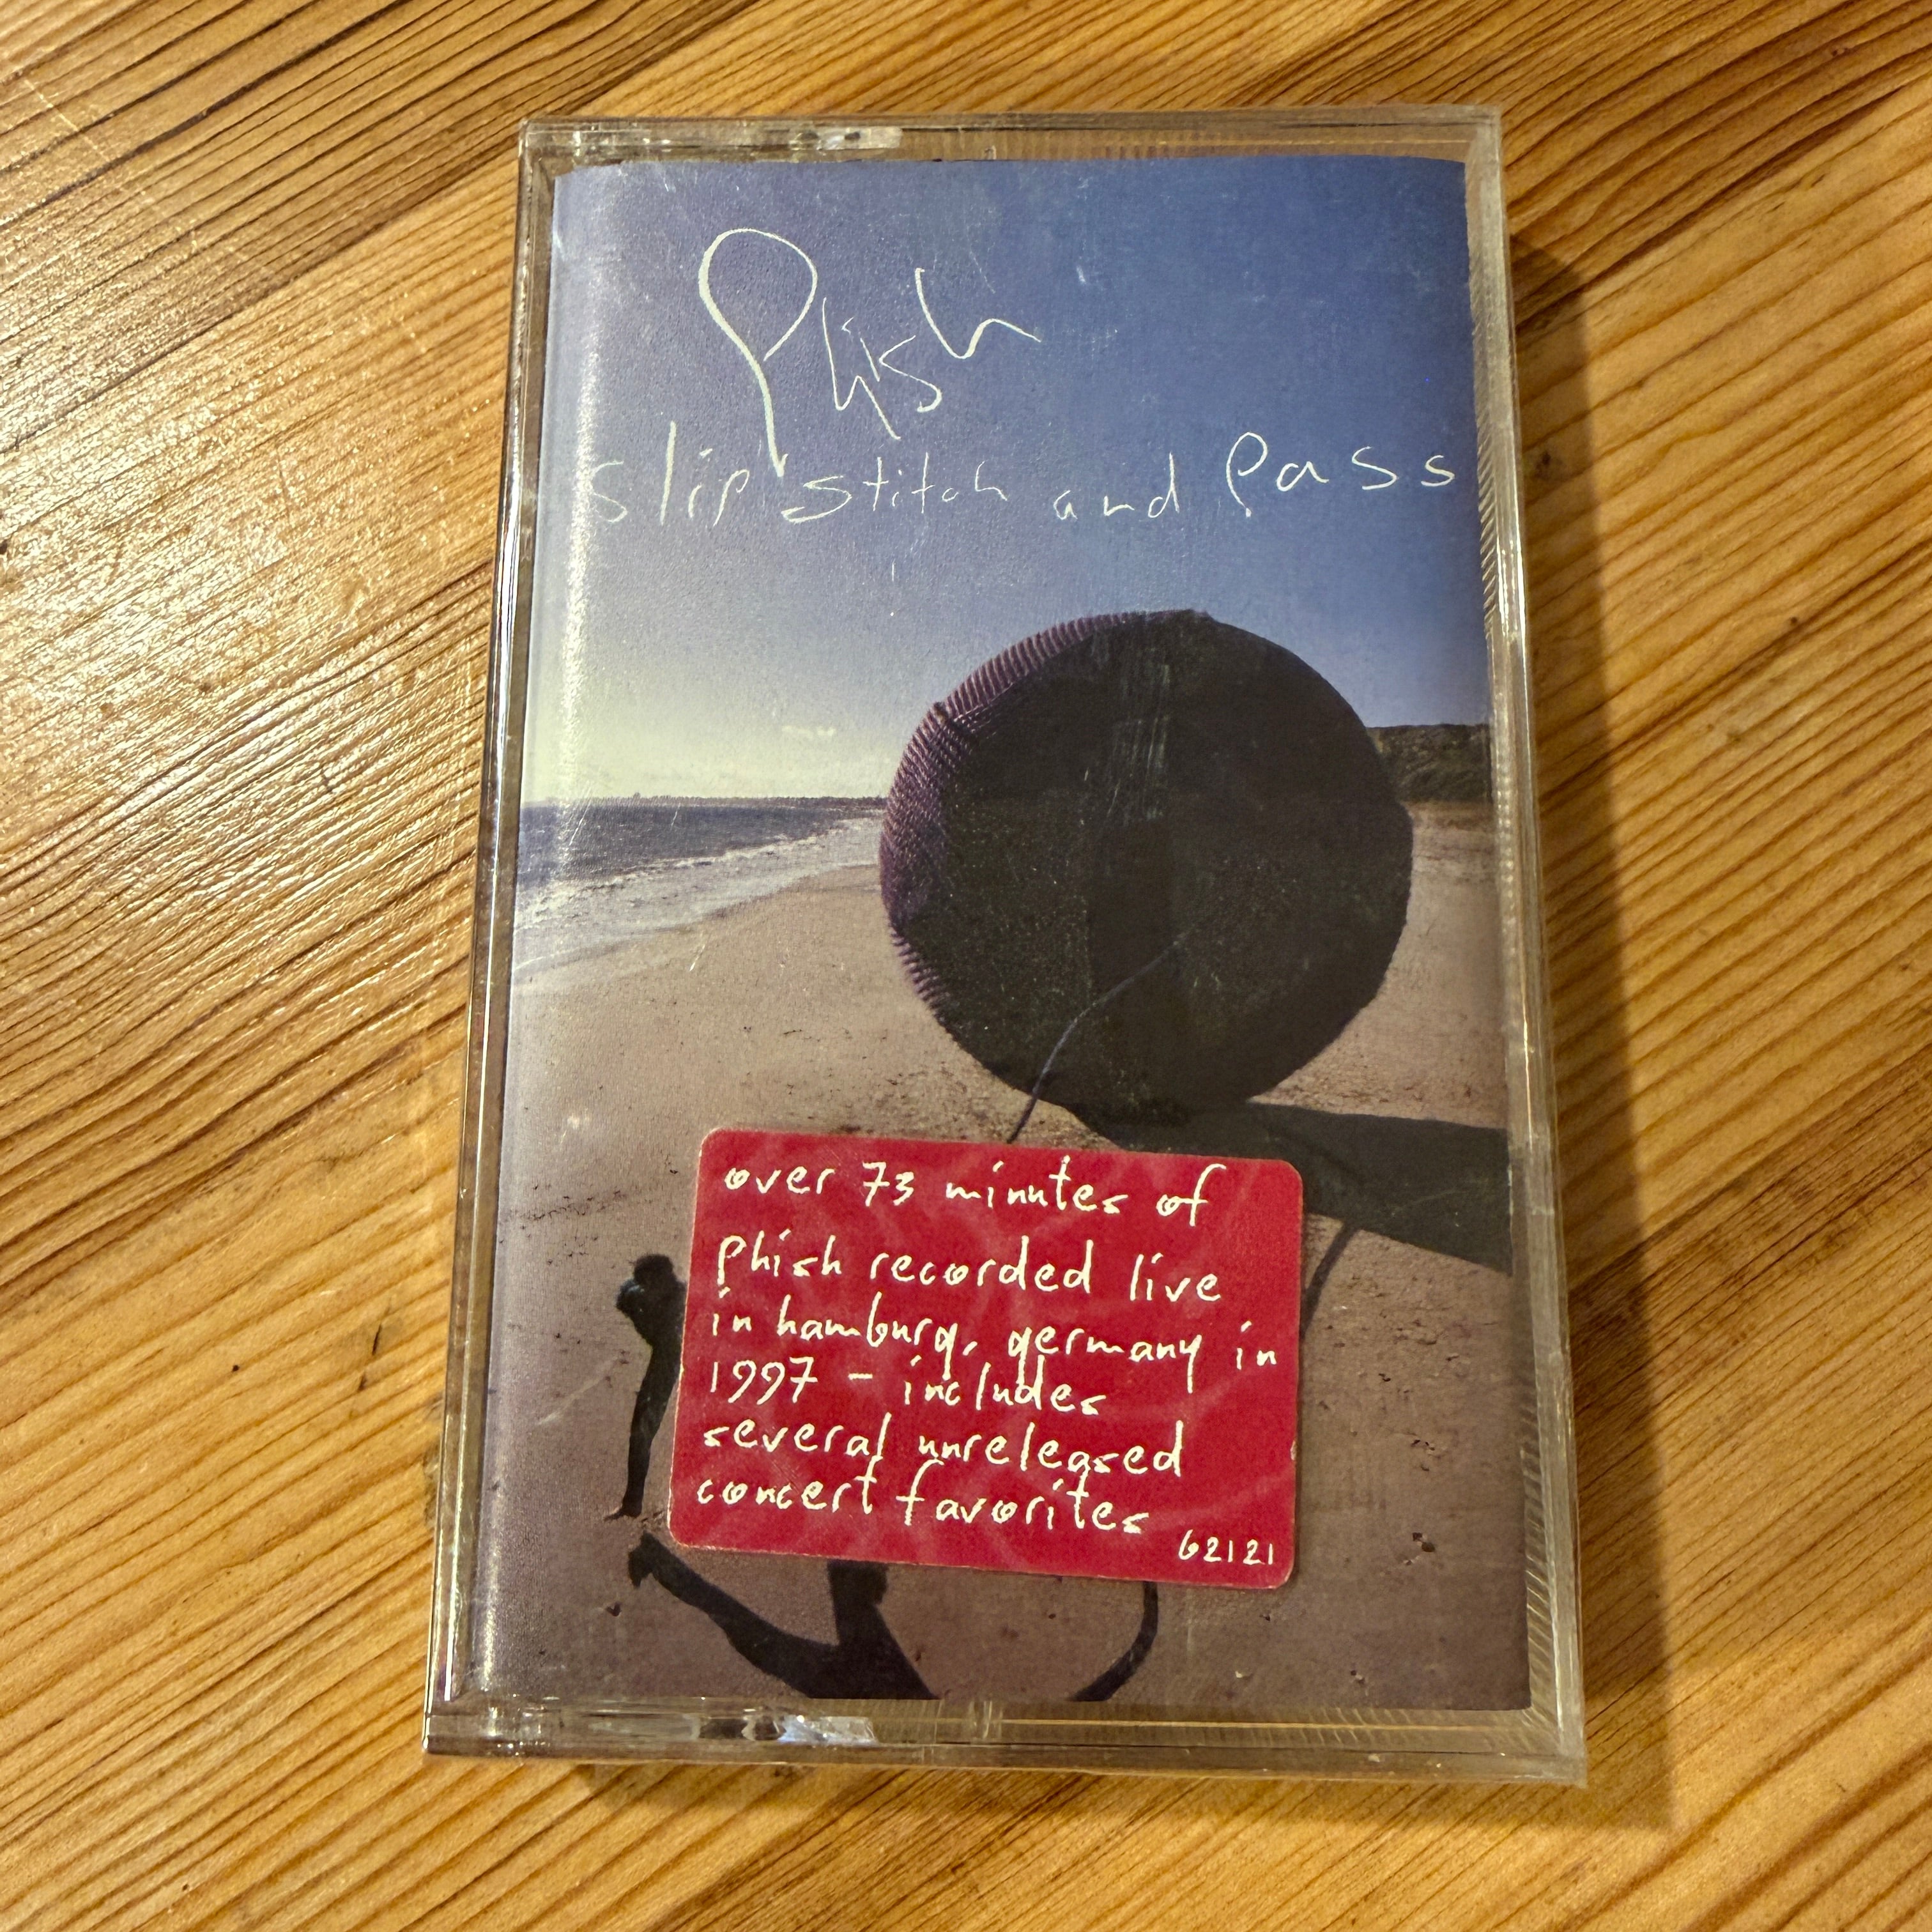 Phish
slip stitch and pass
over 73 minutes of
phish recorded live
in hamburg, germany in
1997 - includes
several unreleased
concert favorites
62121